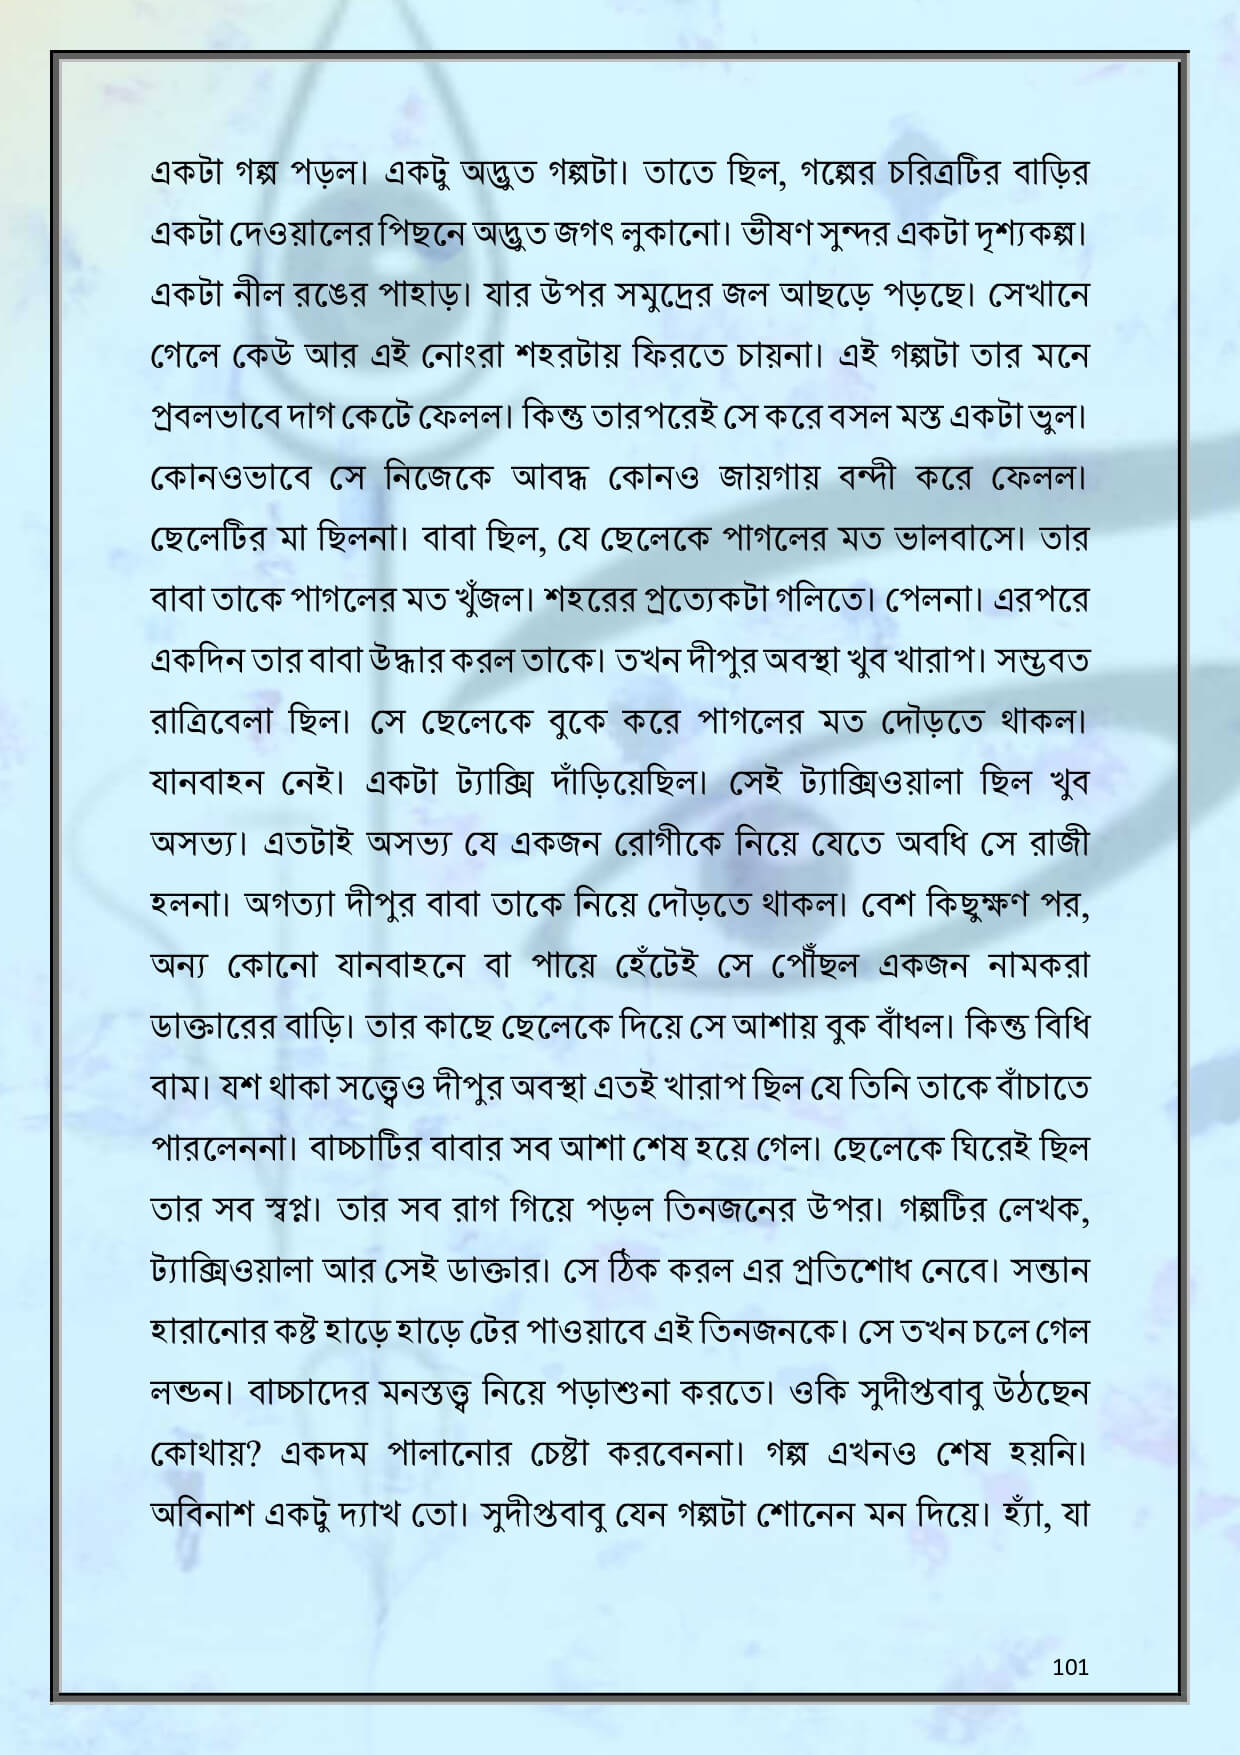 একটা গল্প পড়ল। একটু অদ্ভুত গল্পটা। তাতে ছিল, গল্পের চরিত্রটির বাড়ির
একটা দেওয়ালের পিছনে অদ্ভুত জগৎ লুকানো। ভীষণ সুন্দর একটা দৃশ্যকল্প।
একটা নীল রঙের পাহাড়। যার উপর সমুদ্রের জল আছড়ে পড়ছে। সেখানে
গেলে কেউ আর এই নোংরা শহরটায় ফিরতে চায়না। এই গল্পটা তার মনে
প্রবলভাবে দাগ কেটে ফেলল। কিন্তু তারপরেই সে করে বসল মস্ত একটা ভুল।
কোনওভাবে সে নিজেকে আবদ্ধ কোনও জায়গায় বন্দী করে ফেলল।
ছেলেটির মা ছিলনা। বাবা ছিল, যে ছেলেকে পাগলের মত ভালবাসে। তার
বাবা তাকে পাগলের মত খুঁজল। শহরের প্রত্যেকটা গলিতে। পেলনা। এরপরে
একদিন তার বাবা উদ্ধার করল তাকে। তখন দীপুর অবস্থা খুব খারাপ। সম্ভবত
রাত্রিবেলা ছিল। সে ছেলেকে বুকে করে পাগলের মত দৌড়তে থাকল।
যানবাহন নেই। একটা ট্যাক্সি দাঁড়িয়েছিল। সেই ট্যাক্সিওয়ালা ছিল খুব
অসভ্য। এতটাই অসভ্য যে একজন রোগীকে নিয়ে যেতে অবধি সে রাজী
হলনা। অগত্যা দীপুর বাবা তাকে নিয়ে দৌড়তে থাকল। বেশ কিছুক্ষণ পর,
অন্য কোনো যানবাহনে বা পায়ে হেঁটেই সে পৌঁছল একজন নামকরা
ডাক্তারের বাড়ি। তার কাছে ছেলেকে দিয়ে সে আশায় বুক বাঁধল। কিন্তু বিধি
বাম। যশ থাকা সত্ত্বেও দীপুর অবস্থা এতই খারাপ ছিল যে তিনি তাকে বাঁচাতে
পারলেননা। বাচ্চাটির বাবার সব আশা শেষ হয়ে গেল। ছেলেকে ঘিরেই ছিল
তার সব স্বপ্ন। তার সব রাগ গিয়ে পড়ল তিনজনের উপর। গল্পটির লেখক,
ট্যাক্সিওয়ালা আর সেই ডাক্তার। সে ঠিক করল এর প্রতিশোধ নেবে। সন্তান
হারানোর কষ্ট হাড়ে হাড়ে টের পাওয়াবে এই তিনজনকে। সে তখন চলে গেল
লন্ডন। বাচ্চাদের মনস্তত্ত্ব নিয়ে পড়াশুনা করতে। ওকি সুদীপ্তবাবু উঠছেন
কোথায়? একদম পালানোর চেষ্টা করবেননা। গল্প এখনও শেষ হয়নি।
অবিনাশ একটু দ্যাখ তো। সুদীপ্তবাবু যেন গল্পটা শোনেন মন দিয়ে। হ্যাঁ, যা
101